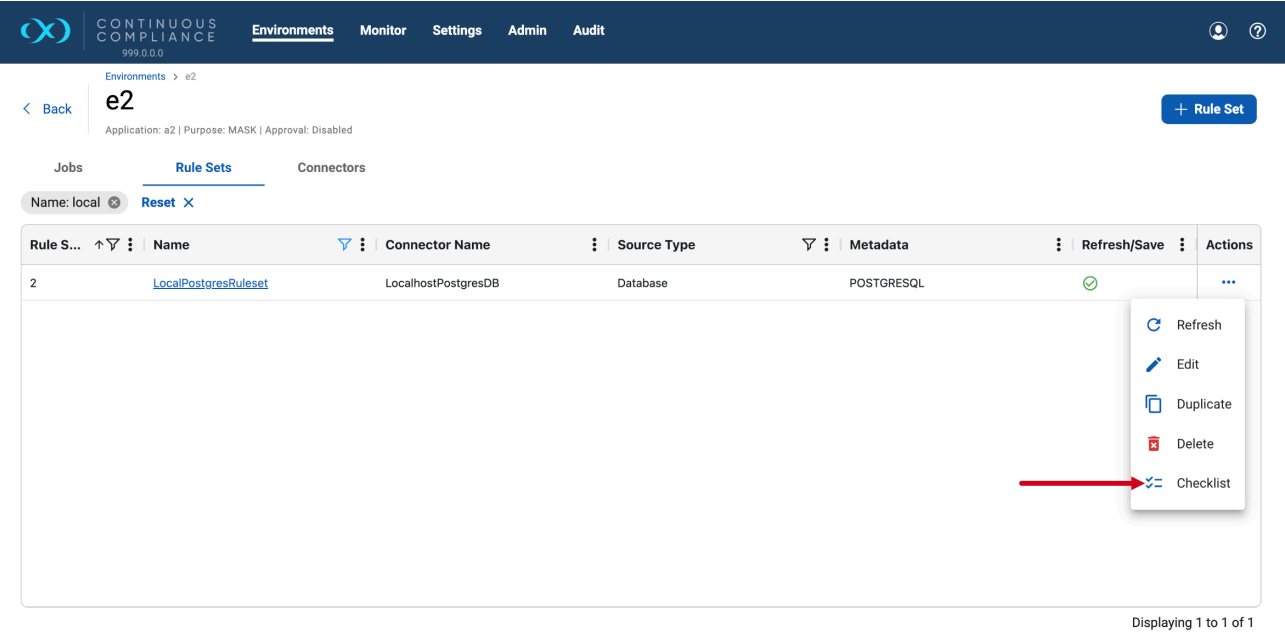 CONTINUOUS
COMPLIANCE
999.0.0.0
Environments Monitor Settings Admin Audit
Environments > e2
Back
e2
Application: a2 | Purpose: MASK | Approval: Disabled
+ Rule Set
Jobs Rule Sets Connectors
Name: local
Reset
Rule S... Name Connector Name Source Type Metadata Refresh/Save Actions
2 LocalPostgresRuleset LocalhostPostgresDB Database POSTGRESQL
Refresh
Edit
Duplicate
Delete
Checklist
Displaying 1 to 1 of 1